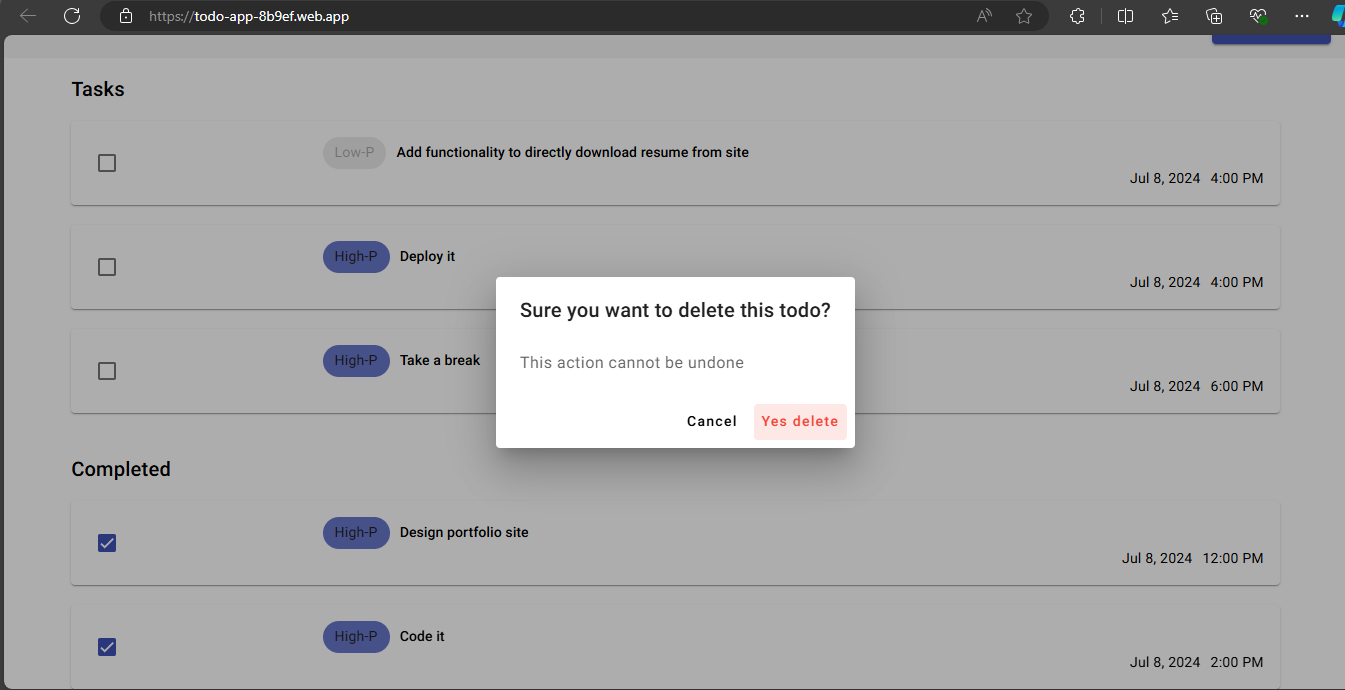 https://todo-app-8b9ef.web.app
Tasks
Low-P Add functionality to directly download resume from site
Jul 8, 2024 4:00 PM
High-P Deploy it
Jul 8, 2024 4:00 PM
High-P Take a break
Jul 8, 2024 6:00 PM
Sure you want to delete this todo?
This action cannot be undone
Cancel Yes delete
Completed
High-P Design portfolio site
Jul 8, 2024 12:00 PM
High-P Code it
Jul 8, 2024 2:00 PM